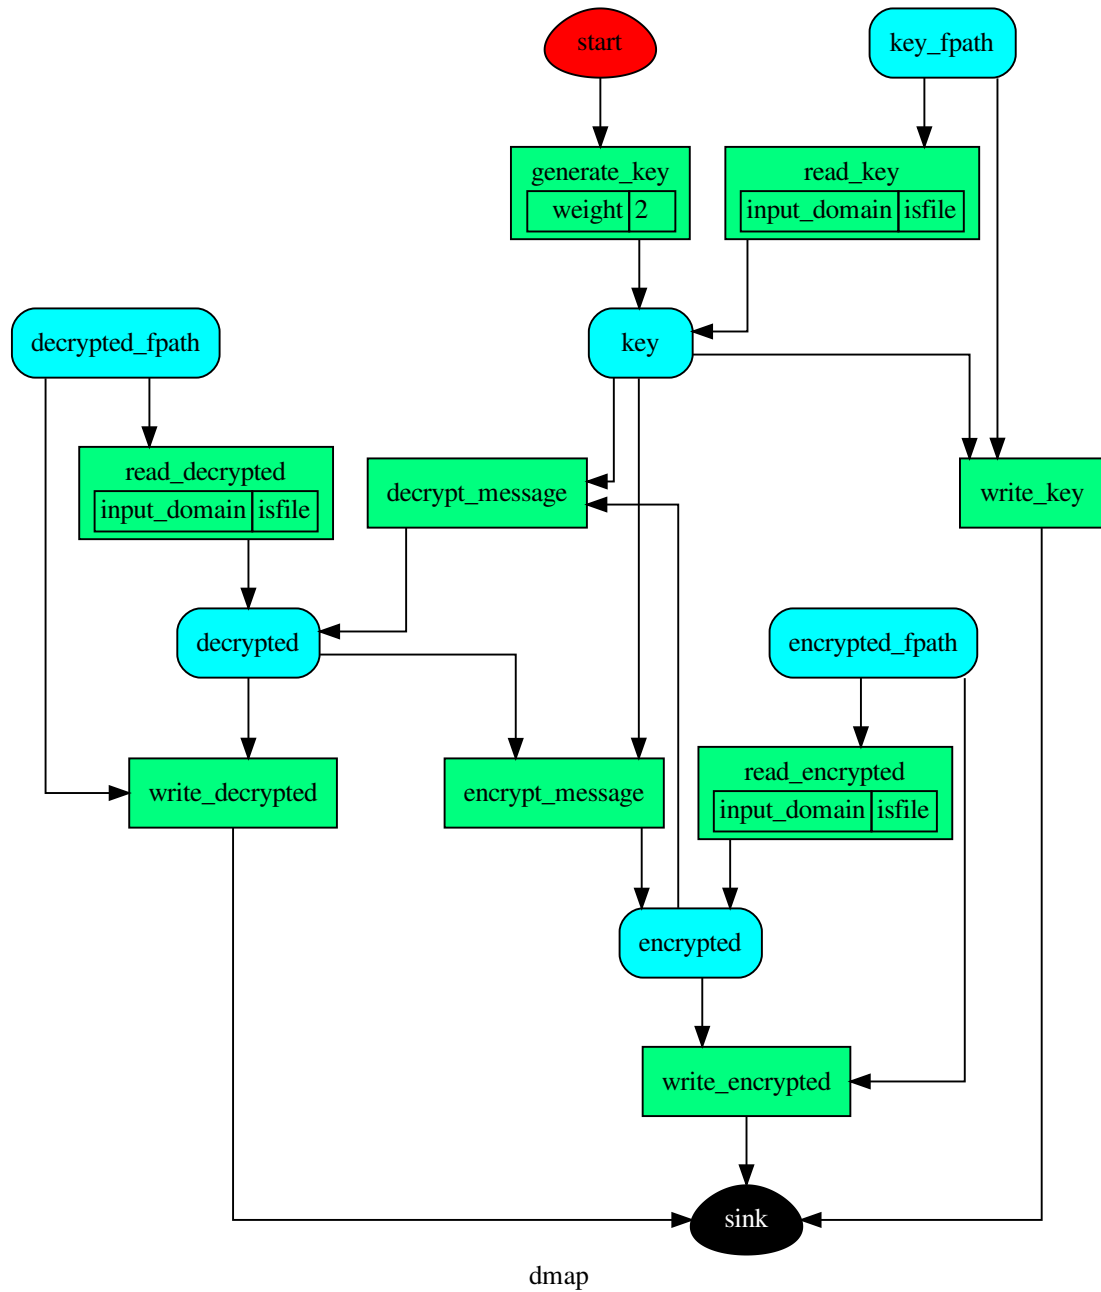 start
key_fpath
generate_key
weight 2
read_key
input_domain isfile
decrypted_fpath
key
read_decrypted
input_domain isfile
decrypt_message
write_key
decrypted
encrypted_fpath
write_decrypted
encrypt_message
read_encrypted
input_domain isfile
encrypted
write_encrypted
sink
dmap